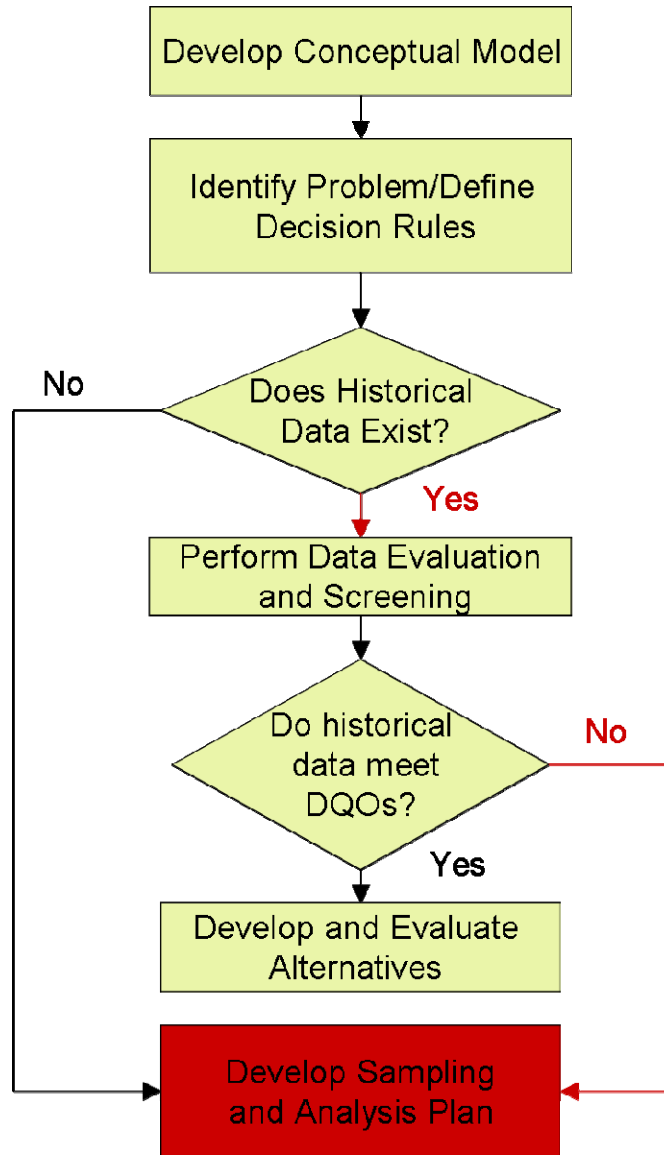 Develop Conceptual Model
Identify Problem/Define
Decision Rules
No
Does Historical
Data Exist?
Yes
Perform Data Evaluation
and Screening
Do historical
data meet
DQOs?
No
Yes
Develop and Evaluate
Alternatives
Develop Sampling
and Analysis Plan